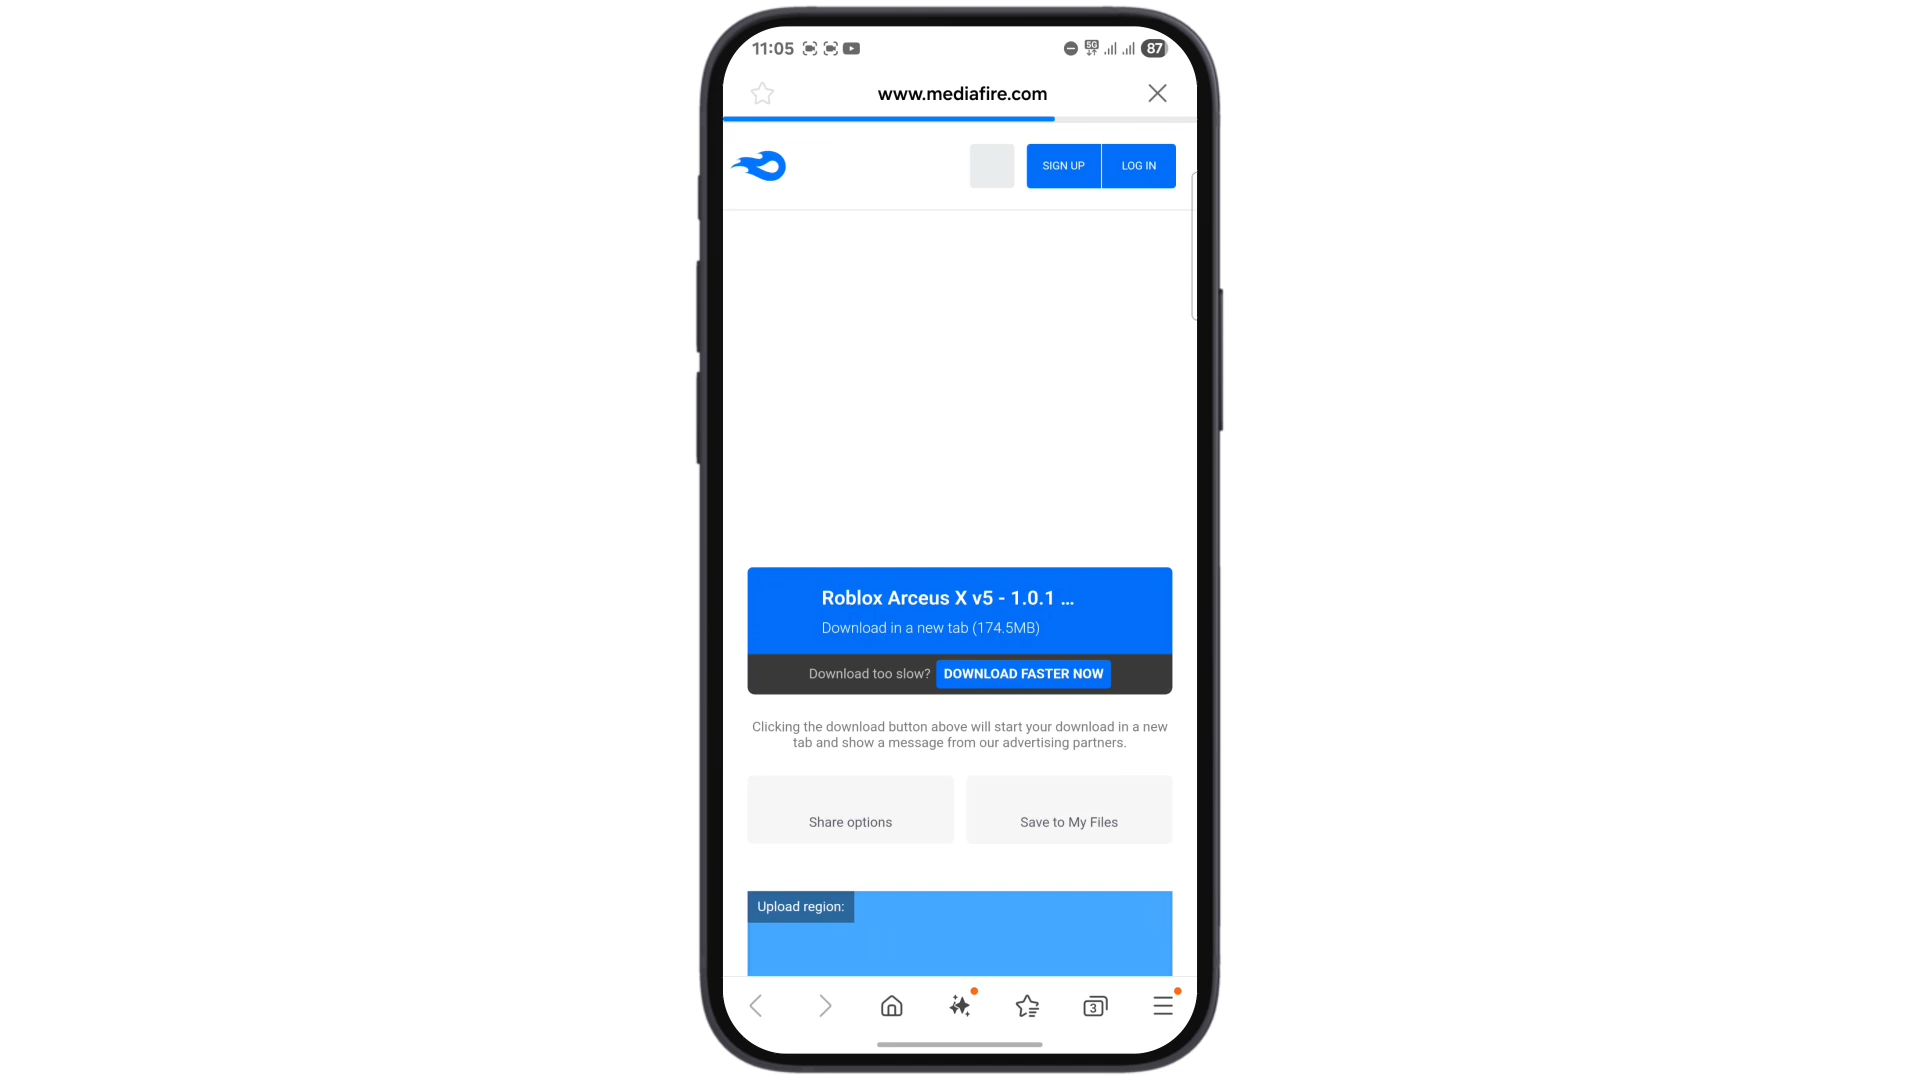 11:05
5G
87
www.mediafire.com
SIGN UP
LOG IN
Roblox Arceus X v5 - 1.0.1 ...
Download in a new tab (174.5MB)
Download too slow? DOWNLOAD FASTER NOW
Clicking the download button above will start your download in a new
tab and show a message from our advertising partners.
Share options
Save to My Files
Upload region:
3